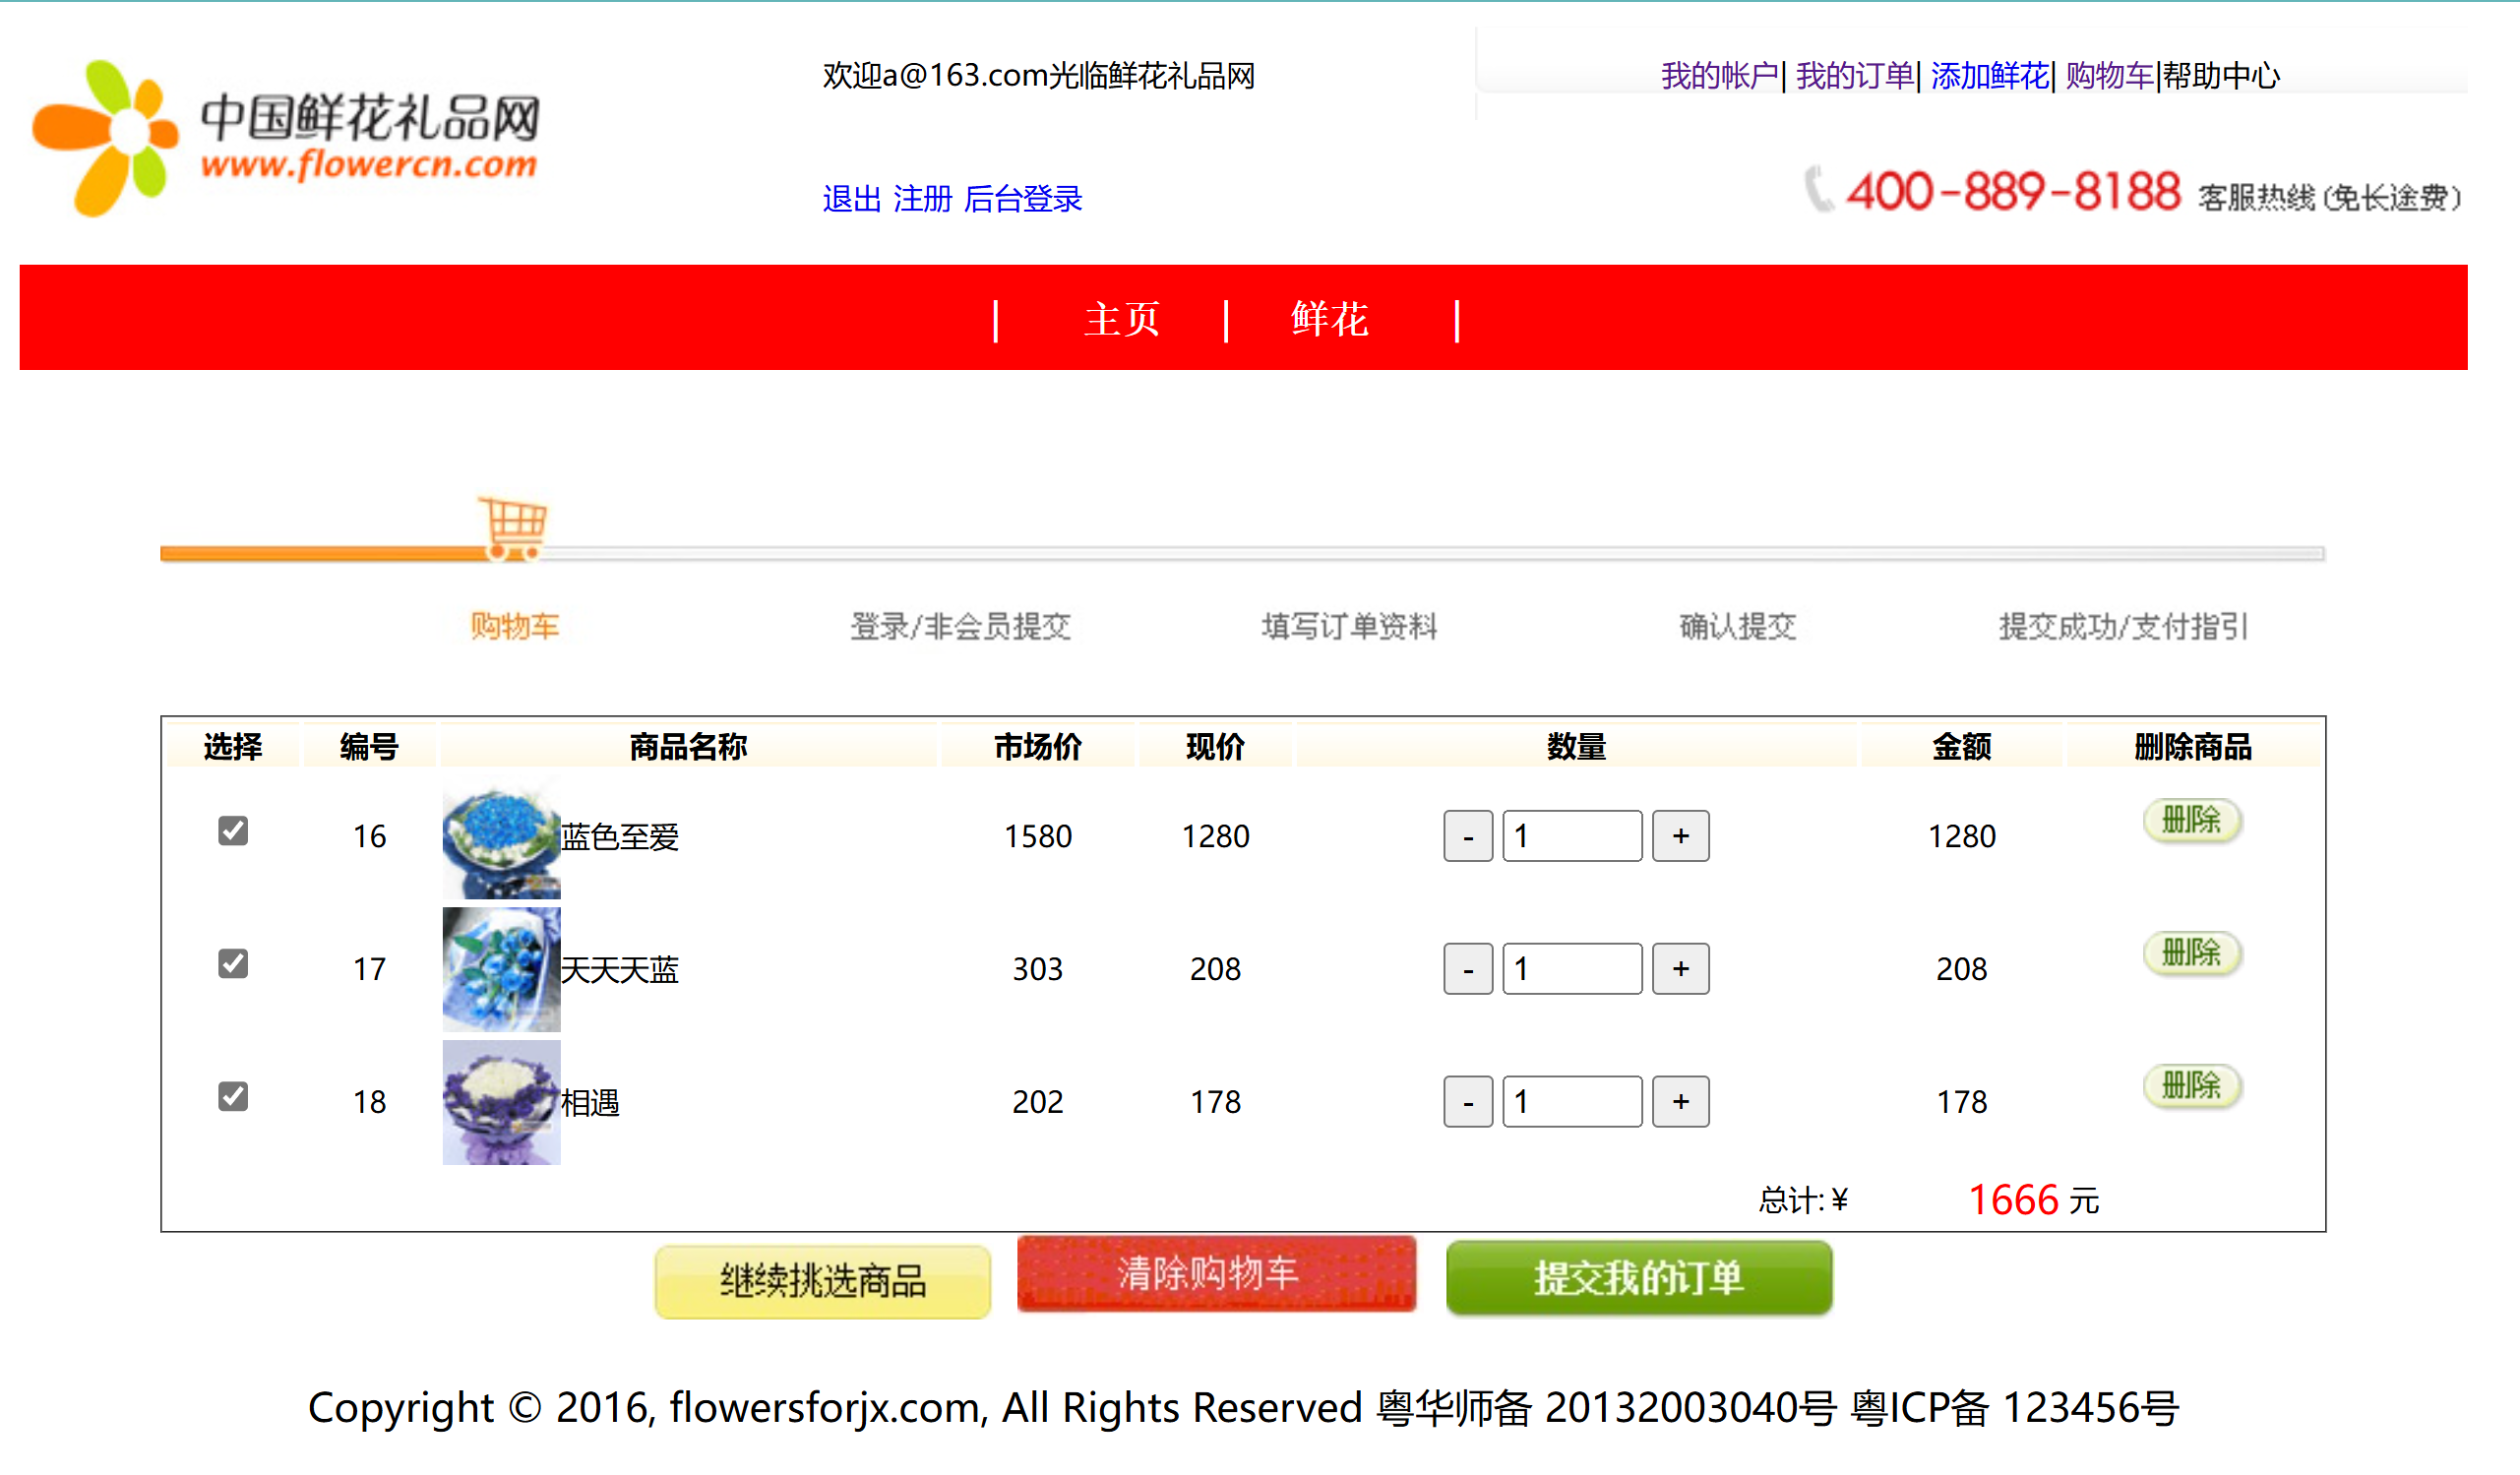 欢迎a@163.com光临鲜花礼品网
我的帐户| 我的订单| 添加鲜花| 购物车|帮助中心
中国鲜花礼品网
www.flowercn.com
退出 注册 后台登录
400-889-8188 客服热线(免长途费)
| 主页 | 鲜花 |
购物车 登录/非会员提交 填写订单资料 确认提交 提交成功/支付指引
选择 编号 商品名称 市场价 现价 数量 金额 删除商品
16 蓝色至爱 1580 1280 - 1 + 1280 删除
17 天天天蓝 303 208 - 1 + 208 删除
18 相遇 202 178 - 1 + 178 删除
总计:¥ 1666 元
继续挑选商品 清除购物车 提交我的订单
Copyright © 2016, flowersforjx.com, All Rights Reserved 粤华师备 20132003040号 粤ICP备 123456号